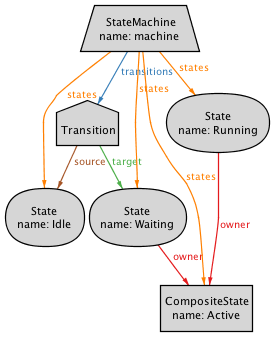 StateMachine
name: machine
transitions
states
states
states
State
name: Running
Transition
source
target
states
owner
State
name: Idle
State
name: Waiting
owner
CompositeState
name: Active